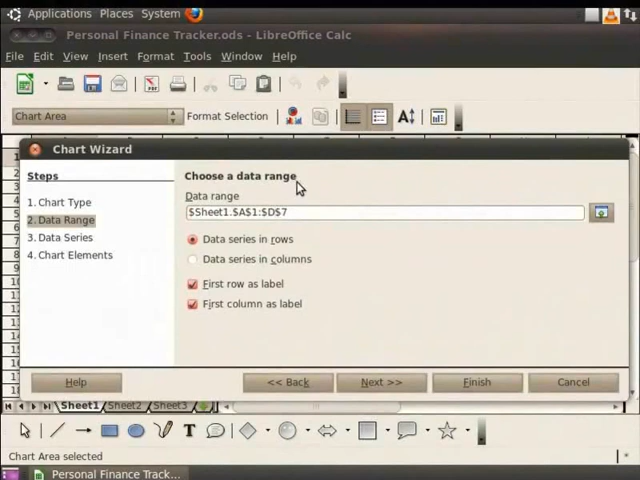 Applications Places System
Personal Finance Tracker.ods - LibreOffice Calc
File Edit View Insert Format Tools Window Help
Chart Area Format Selection
Chart Wizard
Steps
1. Chart Type
2. Data Range
3. Data Series
4. Chart Elements
Choose a data range
Data range
$Sheet1.$A$1:$D$7
Data series in rows
Data series in columns
First row as label
First column as label
Help << Back Next >> Finish Cancel
Sheet1 Sheet2 Sheet3
Chart Area selected
Personal Finance Track...